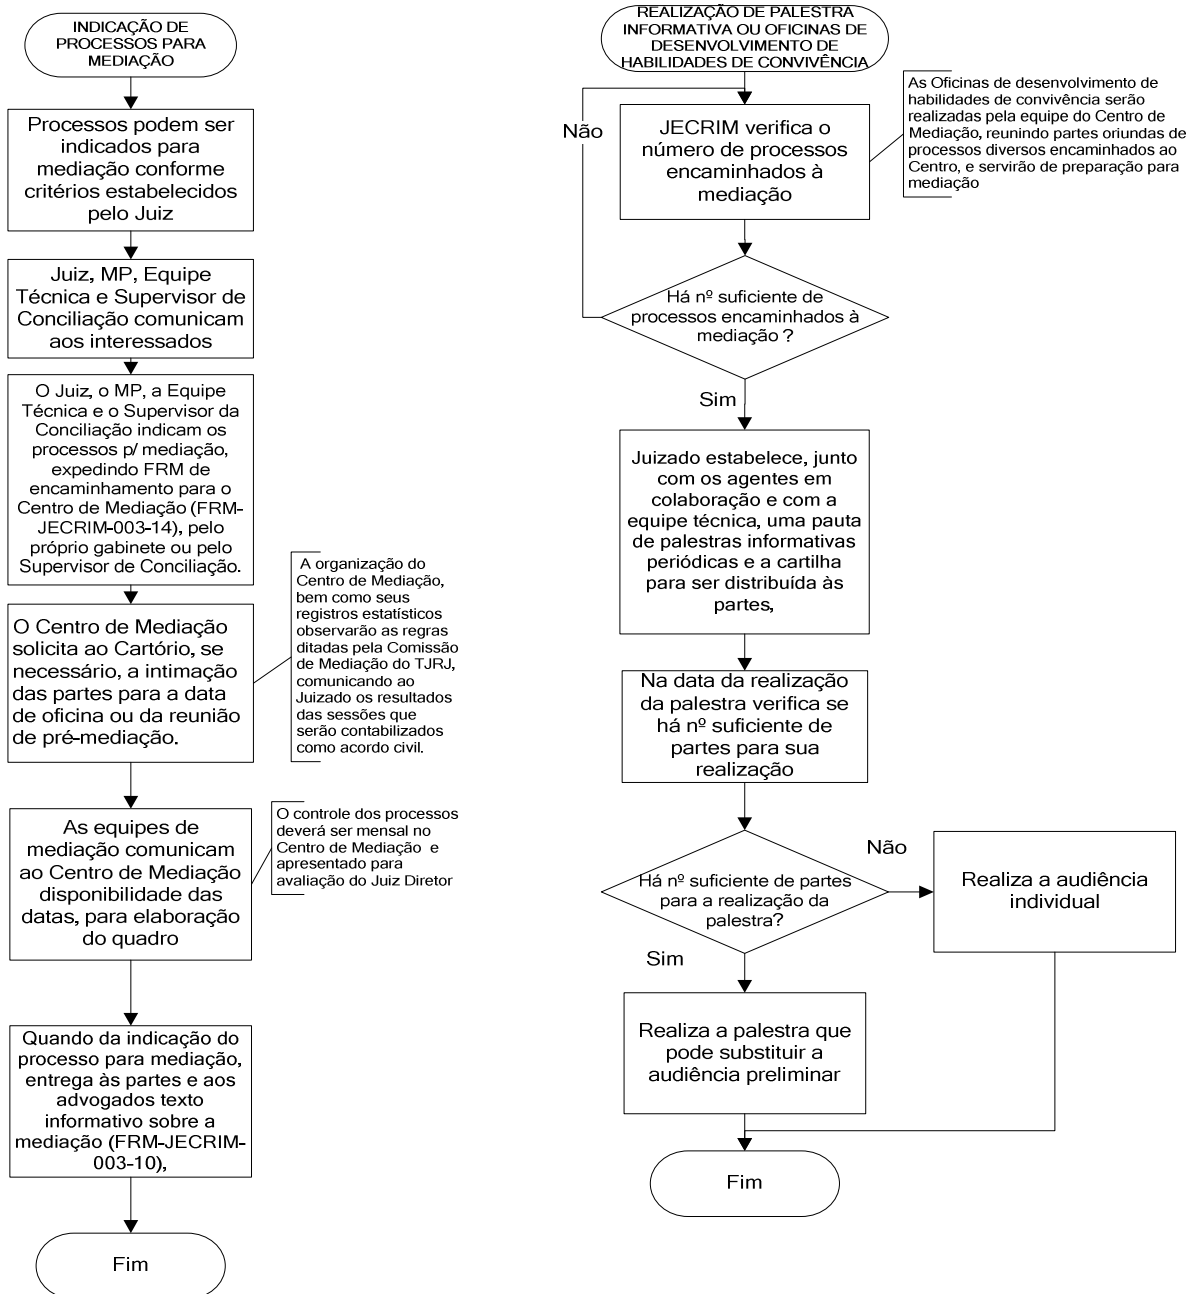 INDICAÇÃO DE
PROCESSOS PARA
MEDIAÇÃO
Processos podem ser
indicados para
mediação conforme
critérios estabelecidos
pelo Juiz
Juiz, MP, Equipe
Técnica e Supervisor de
Conciliação comunicam
aos interessados
O Juiz, o MP, a Equipe
Técnica e o Supervisor da
Conciliação indicam os
processos p/ mediação,
expedindo FRM de
encaminhamento para o
Centro de Mediação (FRM-
JECRIM-003-14), pelo
próprio gabinete ou pelo
Supervisor de Conciliação.
A organização do
Centro de Mediação,
bem como seus
registros estatísticos
observarão as regras
ditadas pela Comissão
de Mediação do TJRJ,
comunicando ao
Juizado os resultados
das sessões que
serão contabilizados
como acordo civil.
O Centro de Mediação
solicita ao Cartório, se
necessário, a intimação
das partes para a data
de oficina ou da reunião
de pré-mediação.
As equipes de
mediação comunicam
ao Centro de Mediação
disponibilidade das
datas, para elaboração
do quadro
O controle dos processos
deverá ser mensal no
Centro de Mediação e
apresentado para
avaliação do Juiz Diretor
Quando da indicação do
processo para mediação,
entrega às partes e aos
advogados texto
informativo sobre a
mediação (FRM-JECRIM-
003-10),
Fim
REALIZAÇÃO DE PALESTRA
INFORMATIVA OU OFICINAS DE
DESENVOLVIMENTO DE
HABILIDADES DE CONVIVÊNCIA
As Oficinas de desenvolvimento de
habilidades de convivência serão
realizadas pela equipe do Centro de
Mediação, reunindo partes oriundas de
processos diversos encaminhados ao
Centro, e servirão de preparação para
mediação
Não
JECRIM verifica o
número de processos
encaminhados à
mediação
Há nº suficiente de
processos encaminhados à
mediação ?
Sim
Juizado estabelece, junto
com os agentes em
colaboração e com a
equipe técnica, uma pauta
de palestras informativas
periódicas e a cartilha
para ser distribuída às
partes,
Na data da realização
da palestra verifica se
há nº suficiente de
partes para sua
realização
Há nº suficiente de partes
para a realização da
palestra?
Não
Realiza a audiência
individual
Sim
Realiza a palestra que
pode substituir a
audiência preliminar
Fim